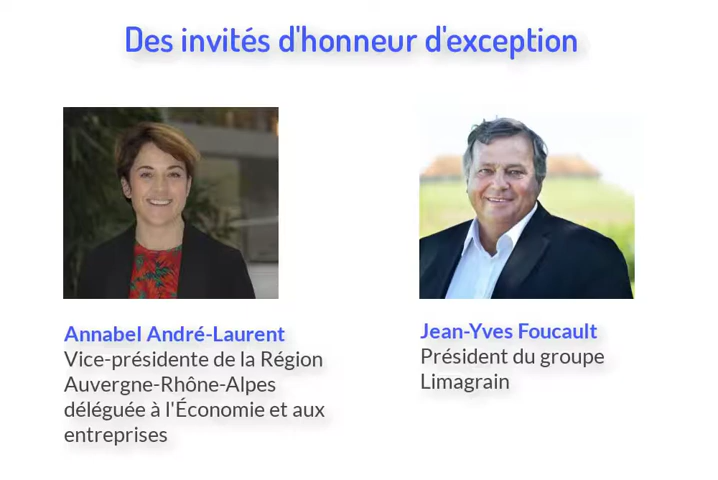 Des invités d'honneur d'exception
Annabel André-Laurent
Vice-présidente de la Région
Auvergne-Rhône-Alpes
déléguée à l'Économie et aux
entreprises
Jean-Yves Foucault
Président du groupe
Limagrain